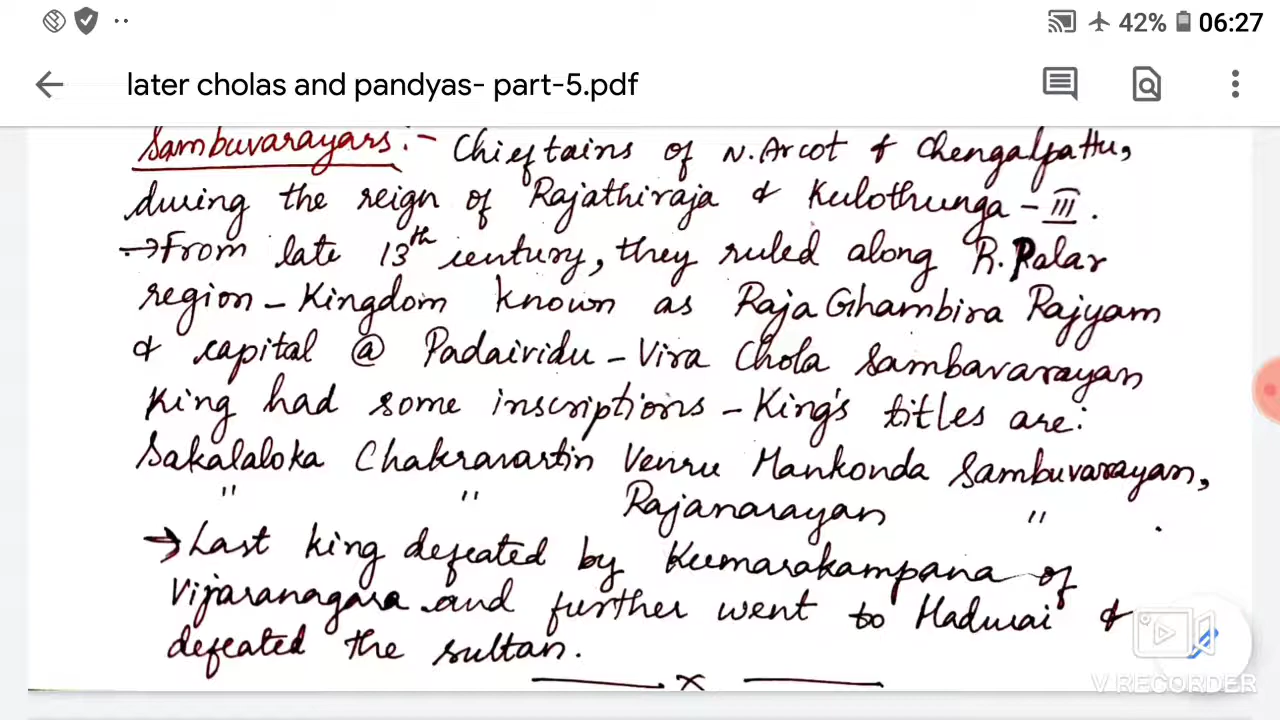 42% 06:27
later cholas and pandyas- part-5.pdf
Sambuvarayars:- Chieftains of N.Arcot & Chengalpattu,
during the reign of Rajathiraja & Kulothunga - III.
→From late 13th century, they ruled along R.Palar
region - Kingdom known as Raja Ghambira Rajyam
& capital @ Padaividu - Vira Chola Sambavarayan
King had some inscriptions - King's titles are:
Sakalaloka Chakravartin Venru Mankonda Sambuvarayan,
" " Rajanarayan " .
→Last king defeated by Kumarakampana of
Vijaranagara and further went to Madurai &
defeated the sultan.
x
V RECORDER